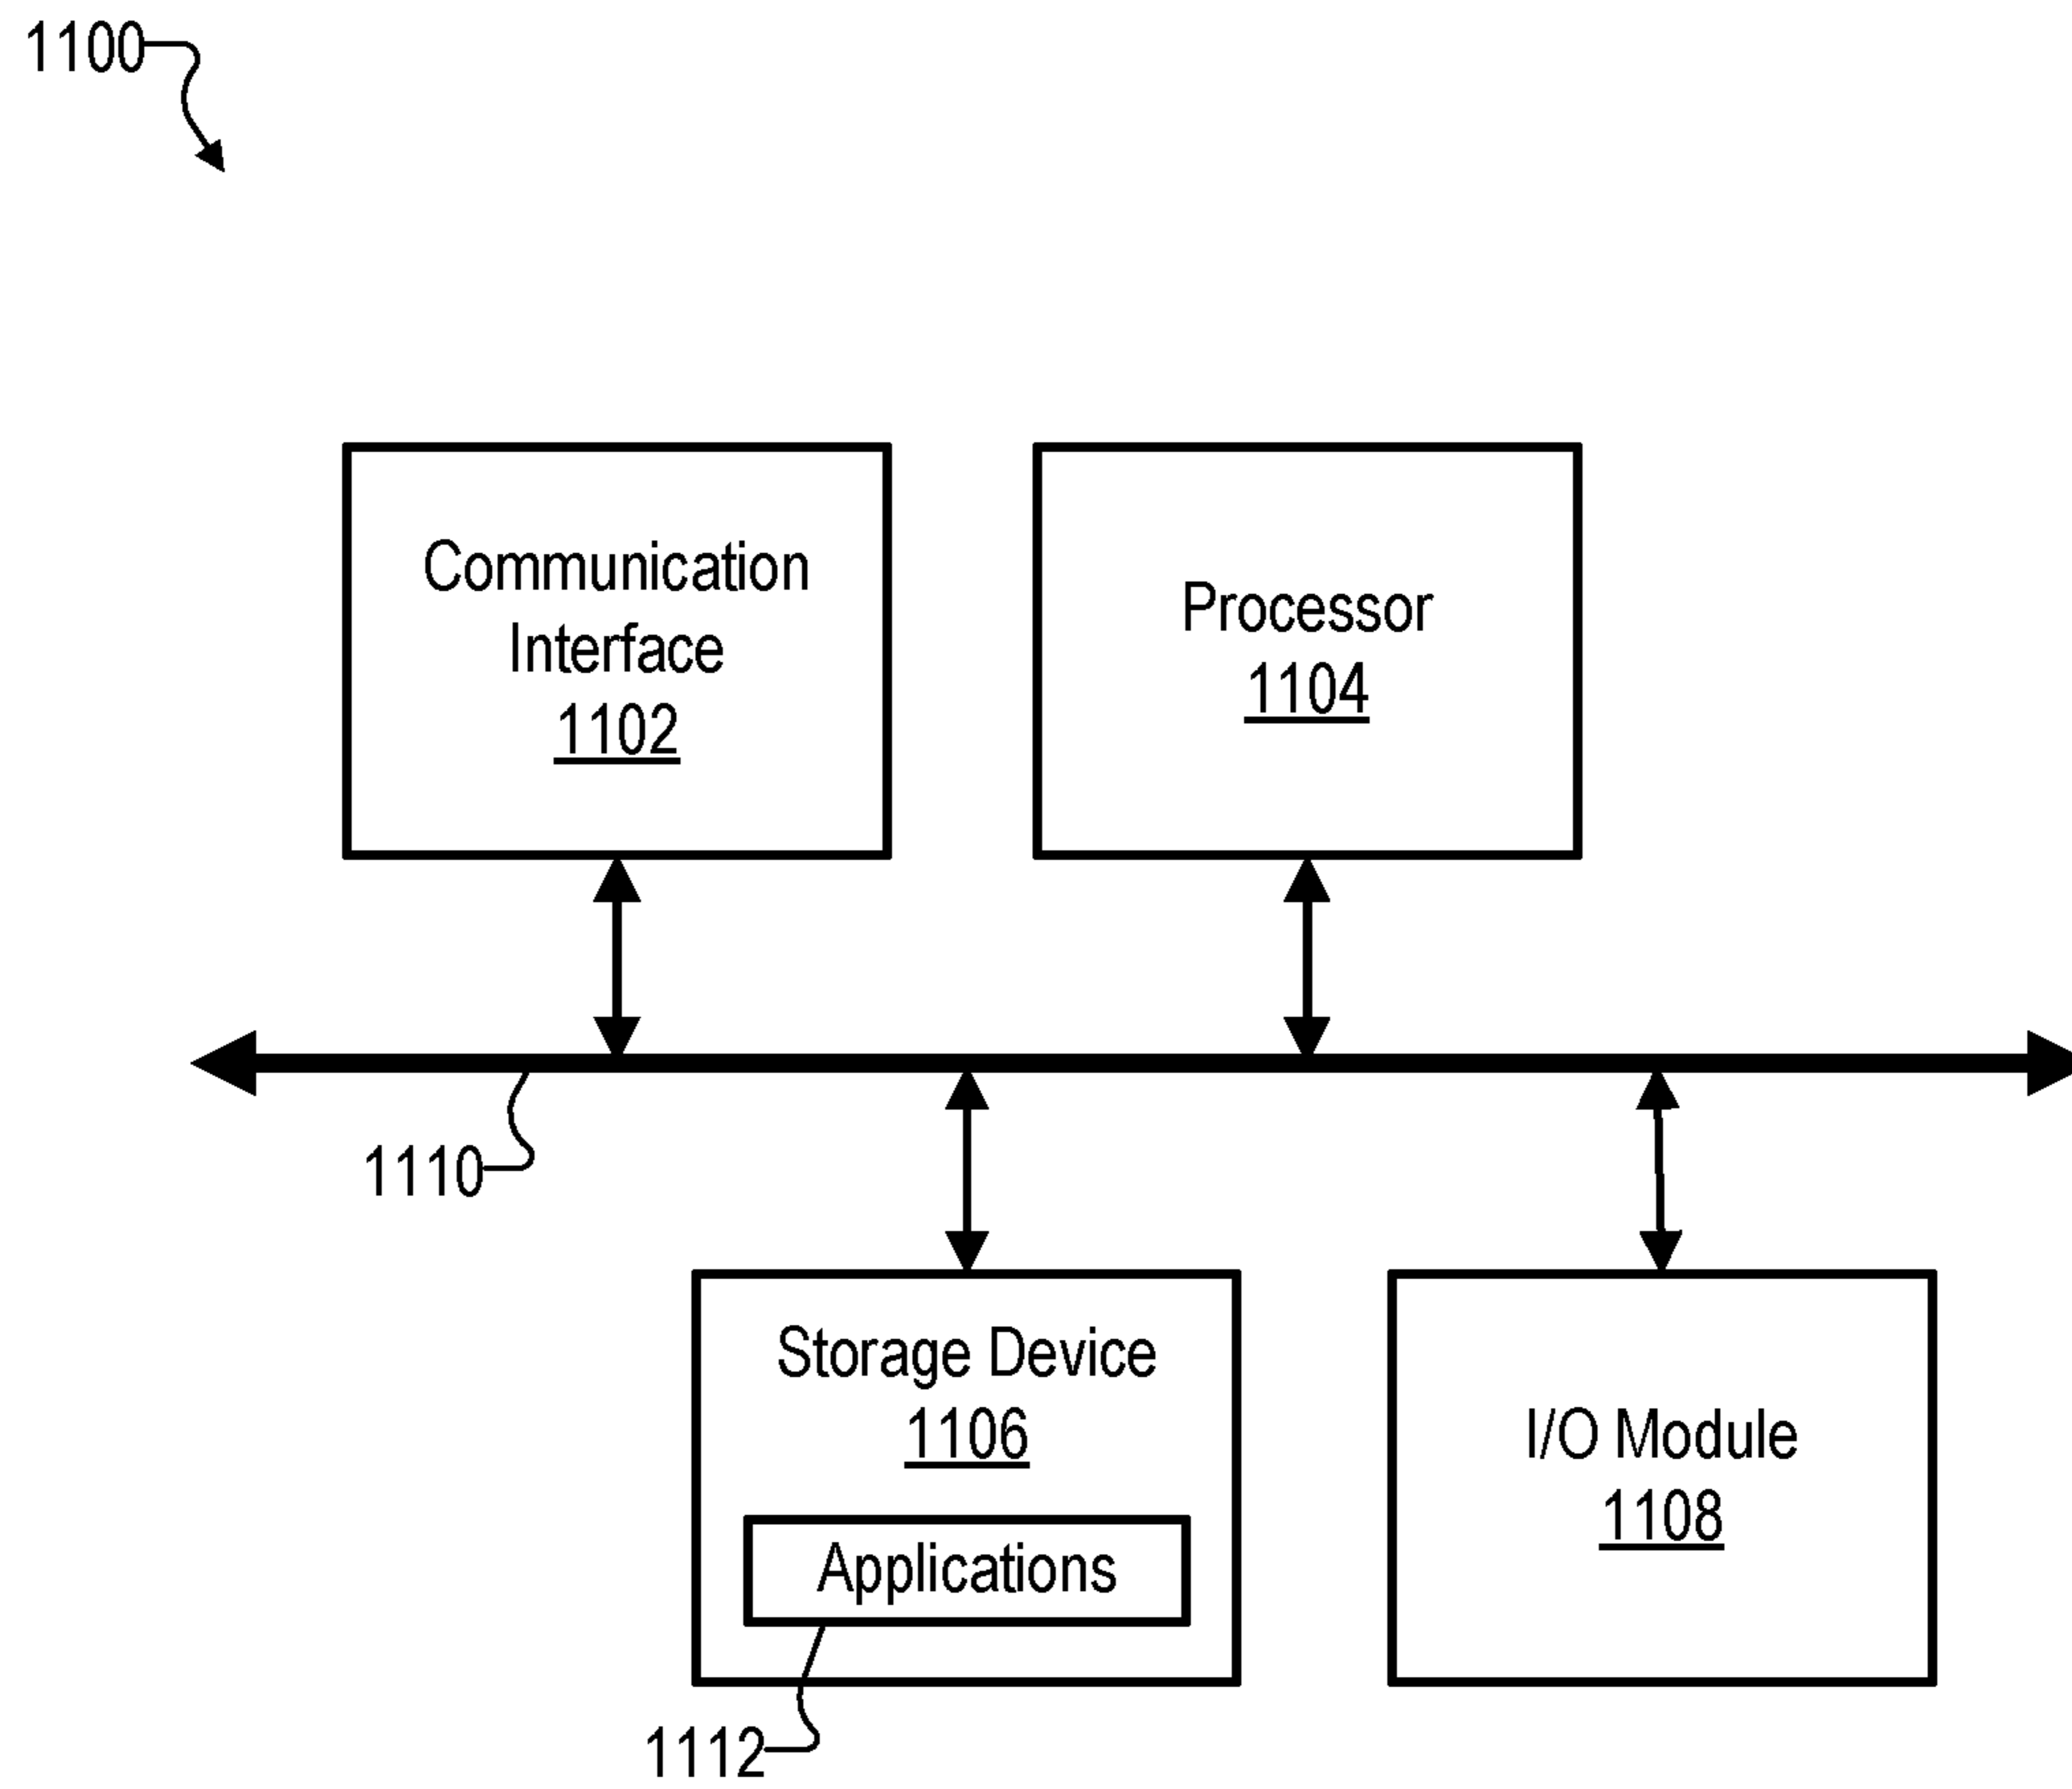 1100
Communication
Interface
1102
Processor
1104
1110
Storage Device
1106
Applications
I/O Module
1108
1112